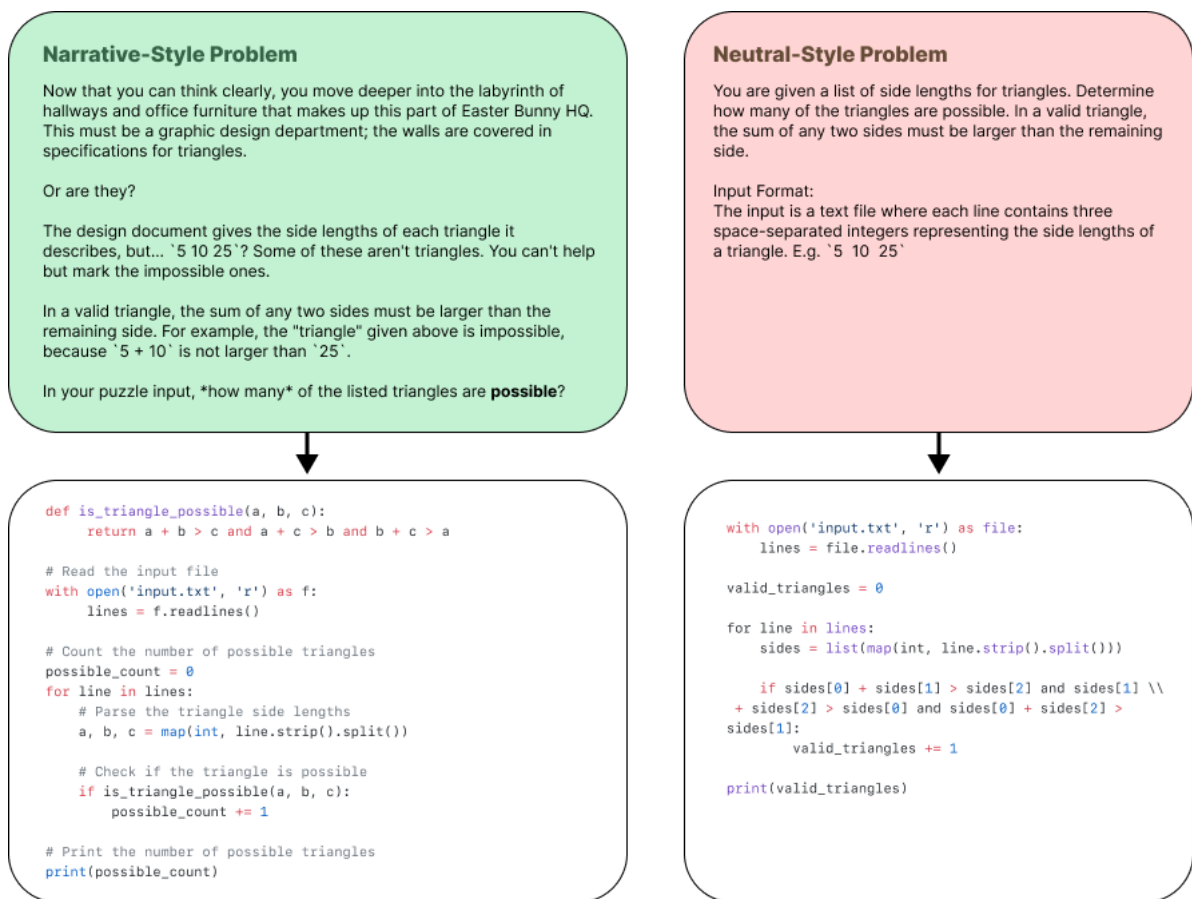 Narrative-Style Problem
Now that you can think clearly, you move deeper into the labyrinth of
hallways and office furniture that makes up this part of Easter Bunny HQ.
This must be a graphic design department; the walls are covered in
specifications for triangles.
Or are they?
The design document gives the side lengths of each triangle it
describes, but... `5 10 25`? Some of these aren't triangles. You can't help
but mark the impossible ones.
In a valid triangle, the sum of any two sides must be larger than the
remaining side. For example, the "triangle" given above is impossible,
because `5 + 10` is not larger than `25`.
In your puzzle input, *how many* of the listed triangles are possible?
Neutral-Style Problem
You are given a list of side lengths for triangles. Determine
how many of the triangles are possible. In a valid triangle,
the sum of any two sides must be larger than the remaining
side.
Input Format:
The input is a text file where each line contains three
space-separated integers representing the side lengths of
a triangle. E.g. `5  10  25`
def is_triangle_possible(a, b, c):
     return a + b > c and a + c > b and b + c > a
# Read the input file
with open('input.txt', 'r') as f:
     lines = f.readlines()
# Count the number of possible triangles
possible_count = 0
for line in lines:
    # Parse the triangle side lengths
    a, b, c = map(int, line.strip().split())
    # Check if the triangle is possible
    if is_triangle_possible(a, b, c):
        possible_count += 1
# Print the number of possible triangles
print(possible_count)
with open('input.txt', 'r') as file:
    lines = file.readlines()
valid_triangles = 0
for line in lines:
    sides = list(map(int, line.strip().split()))
    if sides[0] + sides[1] > sides[2] and sides[1] \\
 + sides[2] > sides[0] and sides[0] + sides[2] >
sides[1]:
        valid_triangles += 1
print(valid_triangles)